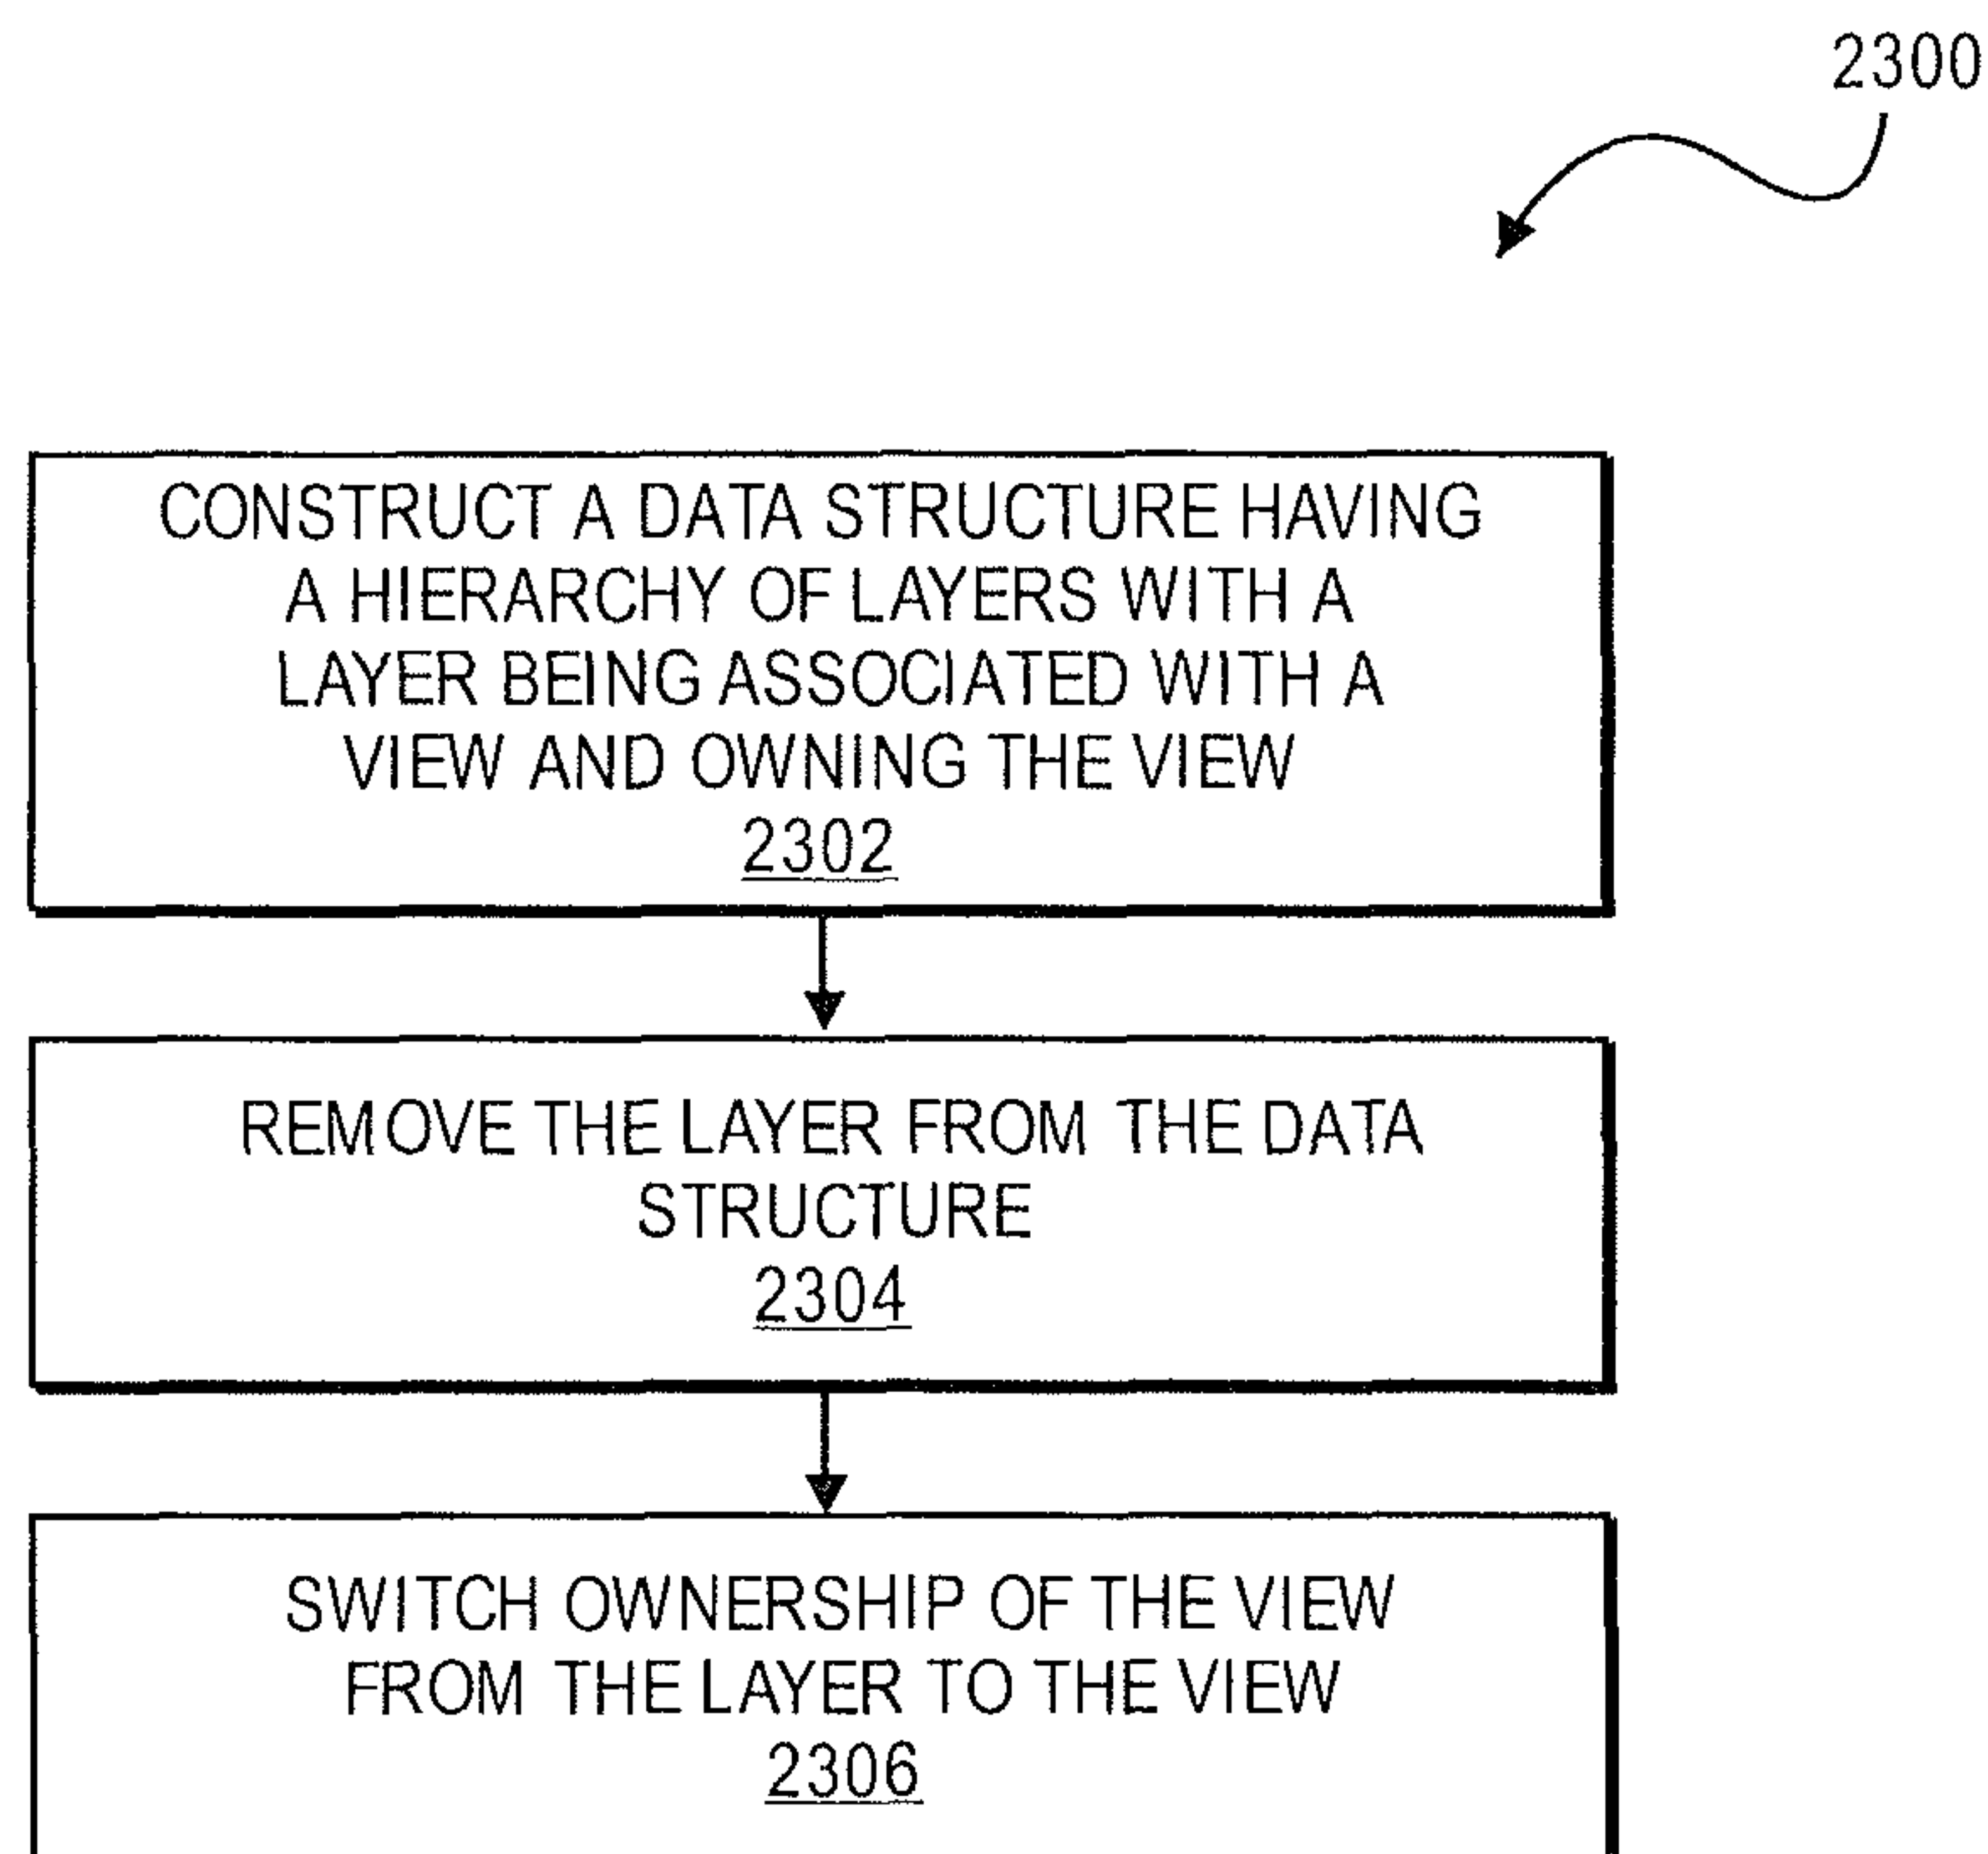 2300
CONSTRUCT A DATA STRUCTURE HAVING
A HIERARCHY OF LAYERS WITH A
LAYER BEING ASSOCIATED WITH A
VIEW AND OWNING THE VIEW
2302
REMOVE THE LAYER FROM THE DATA
STRUCTURE
2304
SWITCH OWNERSHIP OF THE VIEW
FROM THE LAYER TO THE VIEW
2306